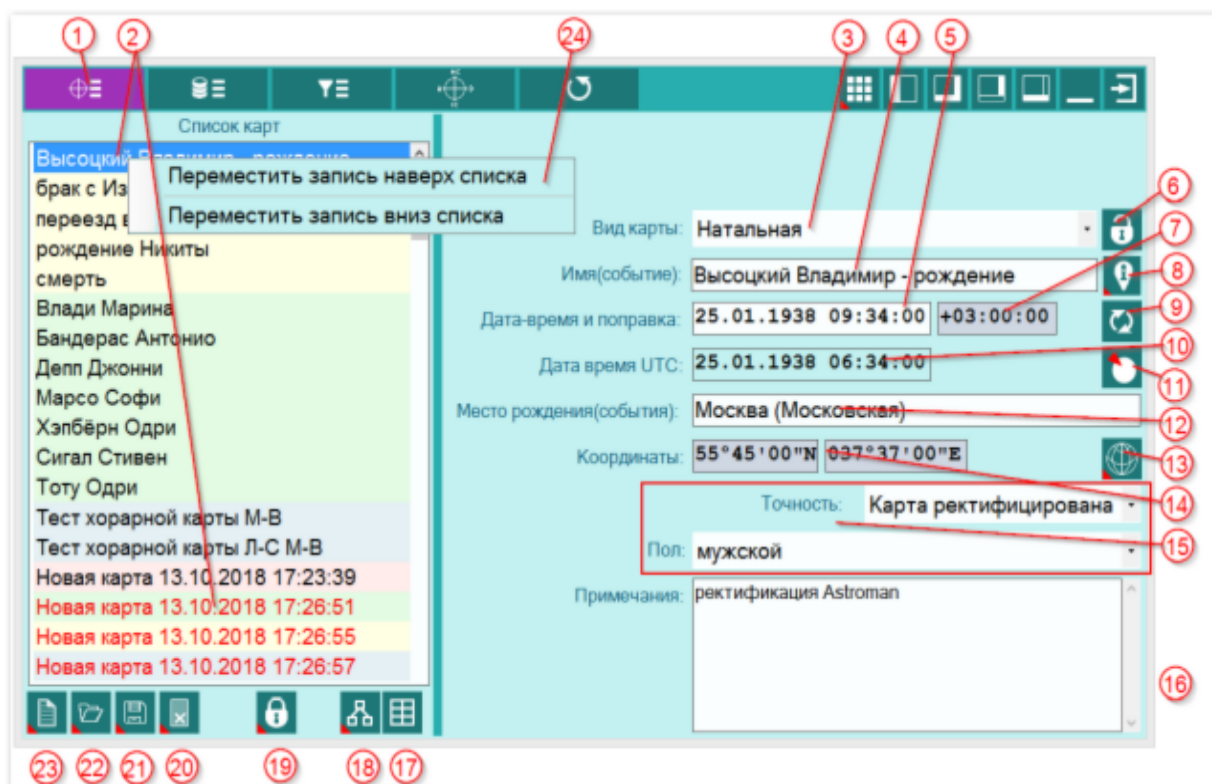 1 2 24 3 4 5
Список карт
Высоцкий Владимир - рождение
брак с Из
переезд в
рождение Никиты
смерть
Влади Марина
Бандерас Антонио
Депп Джонни
Марсо Софи
Хэпбёрн Одри
Сигал Стивен
Тоту Одри
Тест хорарной карты М-В
Тест хорарной карты Л-С М-В
Новая карта 13.10.2018 17:23:39
Новая карта 13.10.2018 17:26:51
Новая карта 13.10.2018 17:26:55
Новая карта 13.10.2018 17:26:57
Переместить запись наверх списка
Переместить запись вниз списка
Вид карты: Натальная
Имя(событие): Высоцкий Владимир - рождение
Дата-время и поправка: 25.01.1938 09:34:00 +03:00:00
Дата время UTC: 25.01.1938 06:34:00
Место рождения(события): Москва (Московская)
Координаты: 55°45'00"N 037°37'00"E
Точность: Карта ректифицирована
Пол: мужской
Примечания: ректификация Astroman
6
7
8
9
10
11
12
13
14
15
16
23 22 21 20 19 18 17